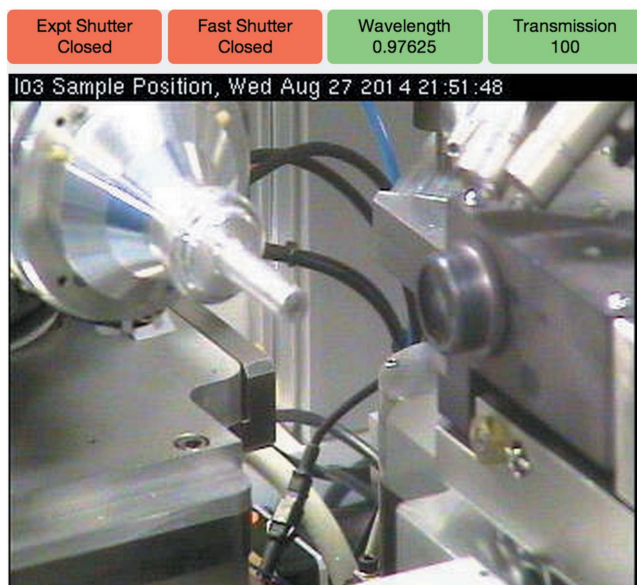 Expt Shutter
Closed
Fast Shutter
Closed
Wavelength
0.97625
Transmission
100
I03 Sample Position, Wed Aug 27 2014 21:51:48